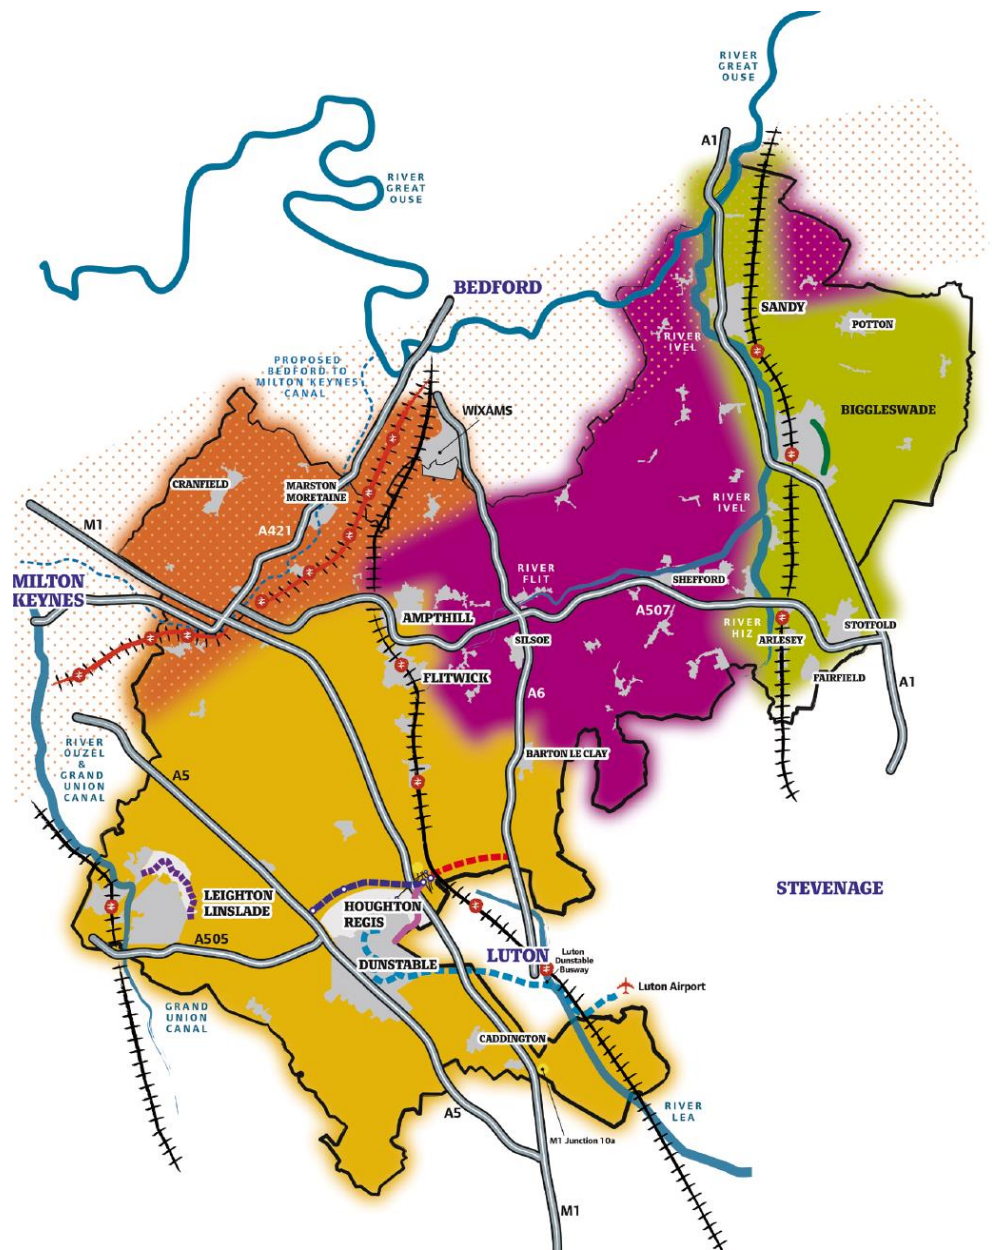 RIVER
GREAT
OUSE
A1
RIVER
GREAT
OUSE
BEDFORD
SANDY
POTTON
RIVER
IVEL
PROPOSED
BEDFORD TO
MILTON KEYNES
CANAL
WIXAMS
BIGGLESWADE
CRANFIELD
MARSTON
MORETAINE
RIVER
IVEL
M1
A421
MILTON
KEYNES
RIVER
FLIT
SHEFFORD
A507
AMPTHILL
SILSOE
RIVER
HIZ
ARLESEY
STOTFOLD
FLITWICK
FAIRFIELD
A1
A6
RIVER
OUZEL
&
GRAND
UNION
CANAL
A5
BARTON LE CLAY
STEVENAGE
LEIGHTON
LINSLADE
HOUGHTON
REGIS
A505
DUNSTABLE
LUTON
Luton
Dunstable
Busway
Luton Airport
GRAND
UNION
CANAL
CADDINGTON
A5
RIVER
LEA
M1 Junction 10a
M1